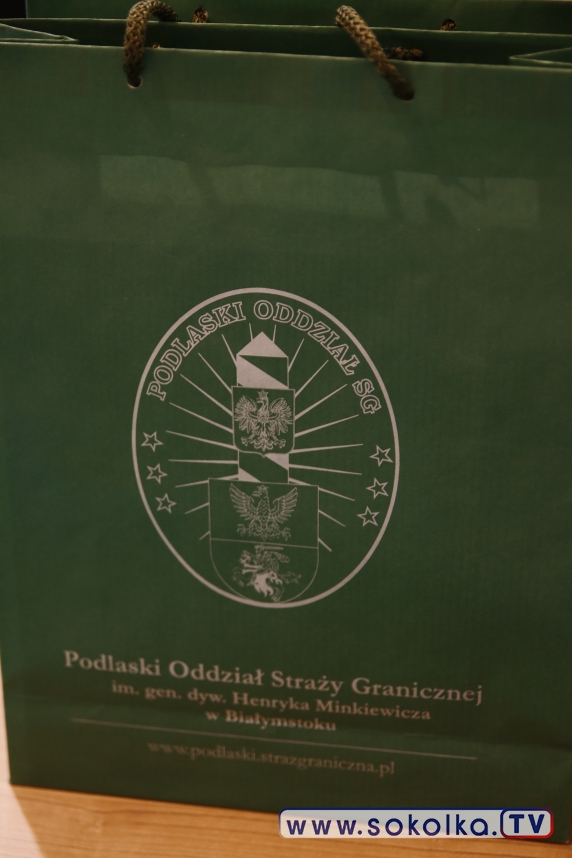 PODLASKI ODDZIAŁ SG
Podlaski Oddział Straży Granicznej
im. gen. dyw. Henryka Minkiewicza
w Białymstoku
www.podlaski.strazgraniczna.pl
www.sokolka.TV